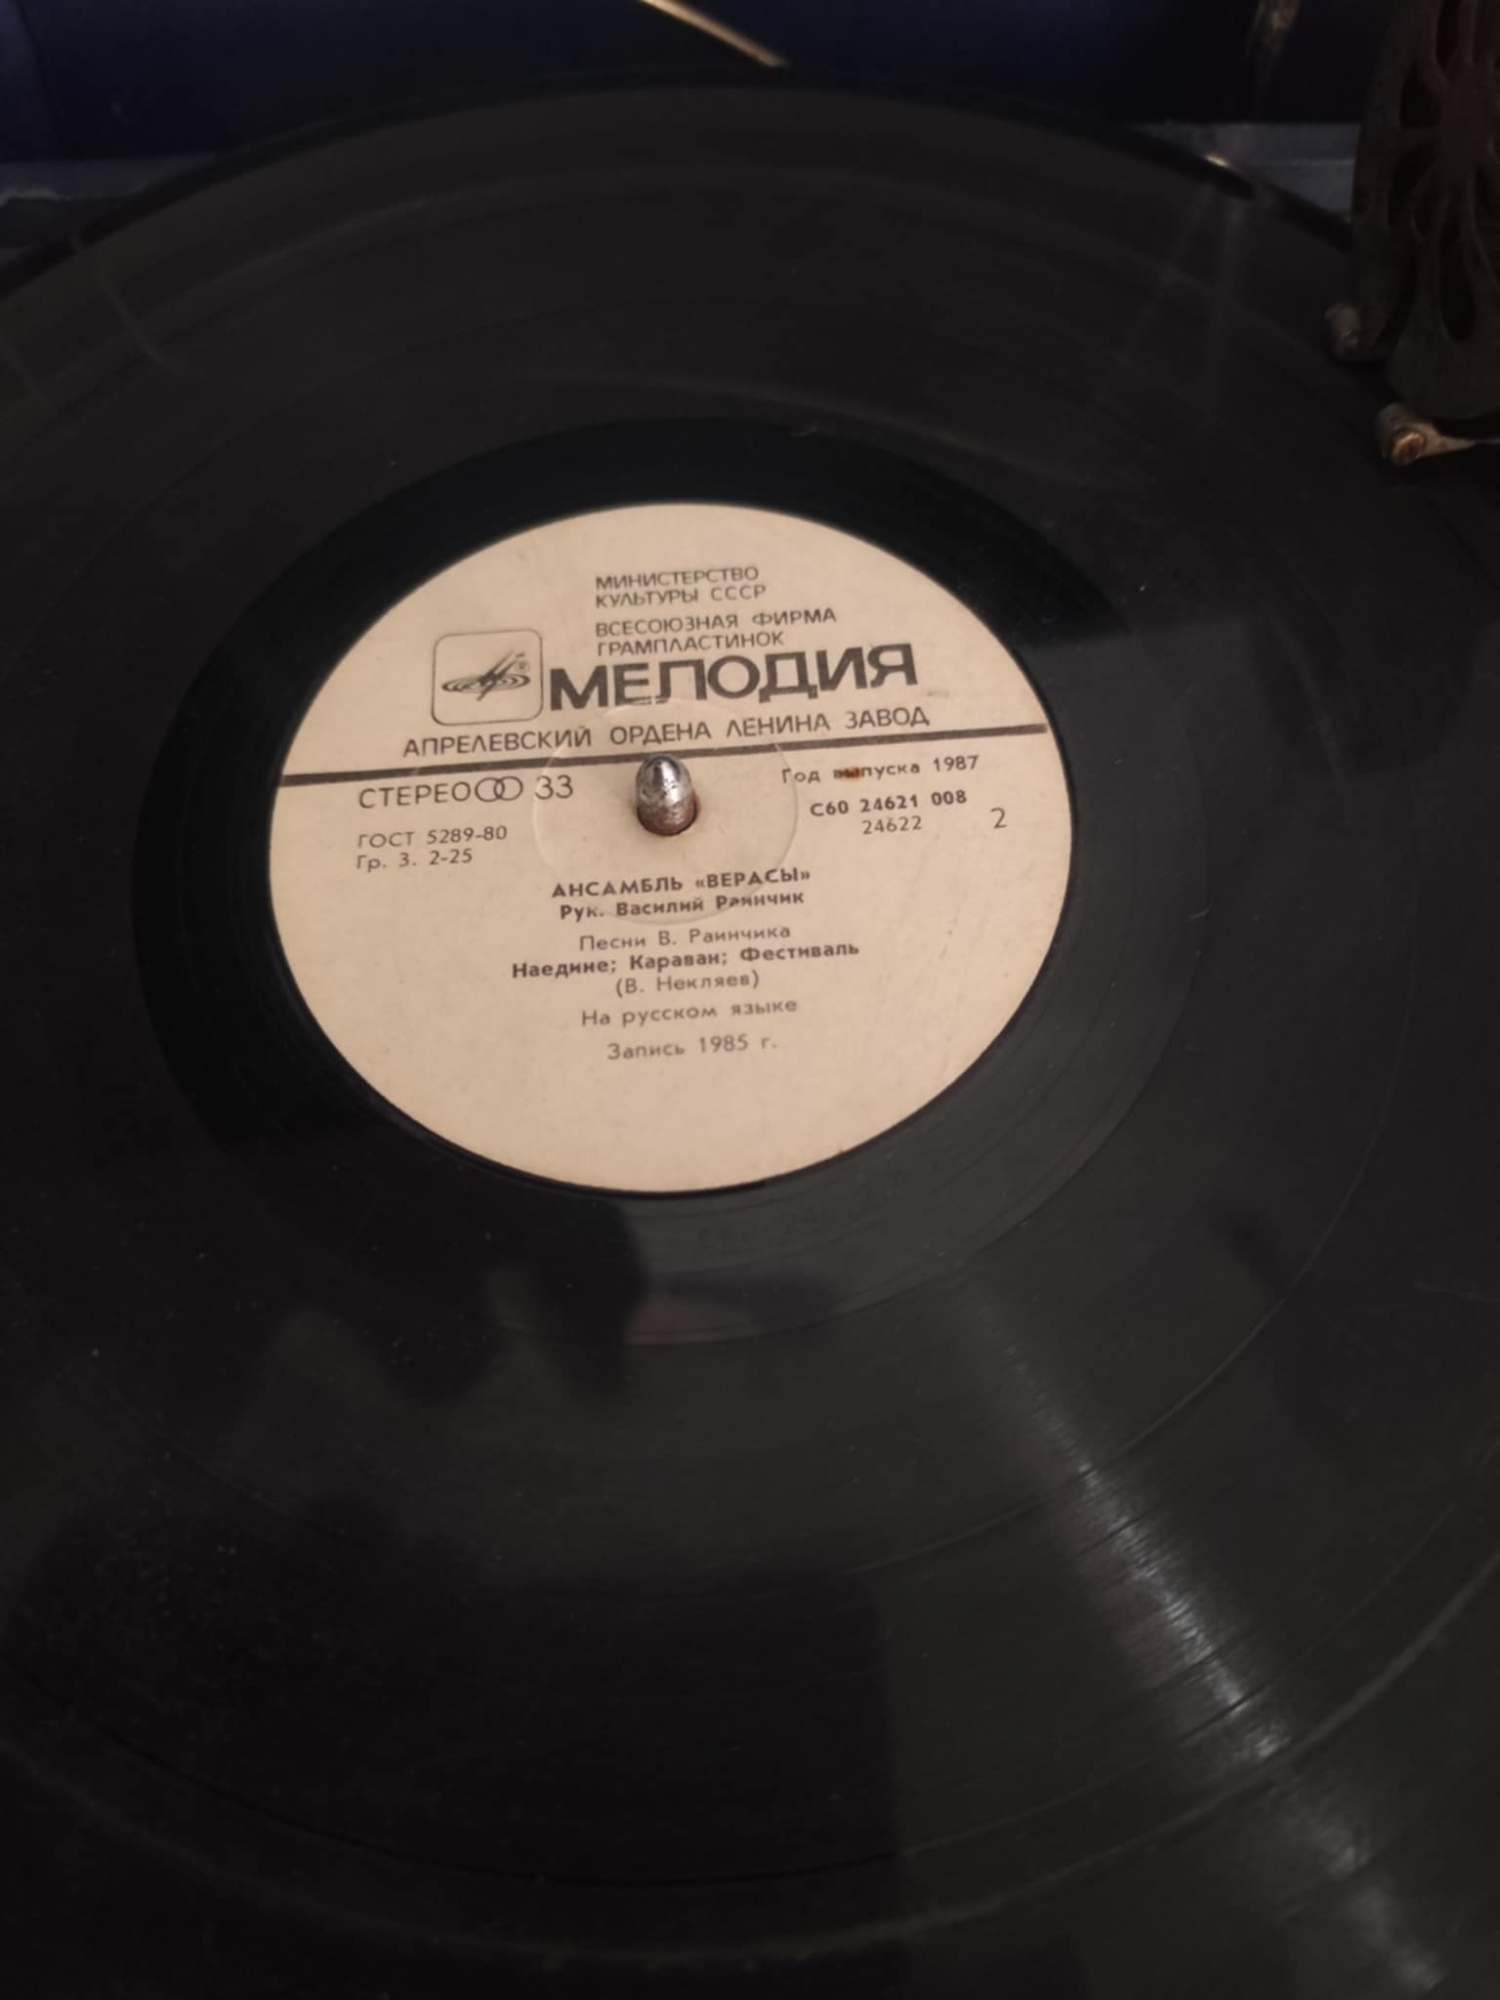 МИНИСТЕРСТВО
КУЛЬТУРЫ СССР
ВСЕСОЮЗНАЯ ФИРМА
ГРАМПЛАСТИНОК
МЕЛОДИЯ
АПРЕЛЕВСКИЙ ОРДЕНА ЛЕНИНА ЗАВОД
СТЕРЕО 33
Год выпуска 1987
ГОСТ 5289-80
Гр. 3. 2-25
С60 24621 008
24622
2
АНСАМБЛЬ «ВЕРАСЫ»
Рук. Василий Раинчик
Песни В. Раинчика
Наедине; Караван; Фестиваль
(В. Некляев)
На русском языке
Запись 1985 г.